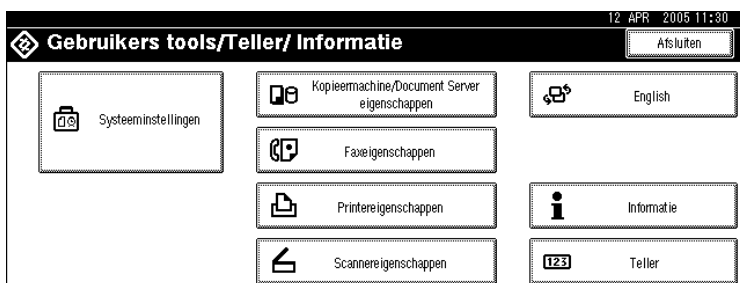 12 APR 2005 11:30
Gebruikers tools/Teller/ Informatie
Afsluiten
Systeeminstellingen
Kopieermachine/Document Server
eigenschappen
English
Faxeigenschappen
Printereigenschappen
Informatie
Scannereigenschappen
123
Teller